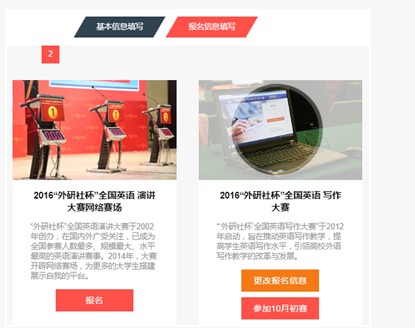 基本信息填写
报名信息填写
2
2016“外研社杯”全国英语 演讲
大赛网络赛场
“外研社杯”全国英语演讲大赛于2002
年创办，在国内外广受关注，已成为
全国参赛人数最多、规模最大、水平
最高的英语演讲赛事。2014年，大赛
开辟网络赛场，为更多的大学生搭建
展示自我的平台。
报名
2016“外研社杯”全国英语 写作
大赛
“外研社杯”全国英语写作大赛”于2012
年启动，旨在推动英语写作教学，提
高学生英语写作水平，引领高校外语
写作教学的改革与发展。
更改报名信息
参加10月初赛